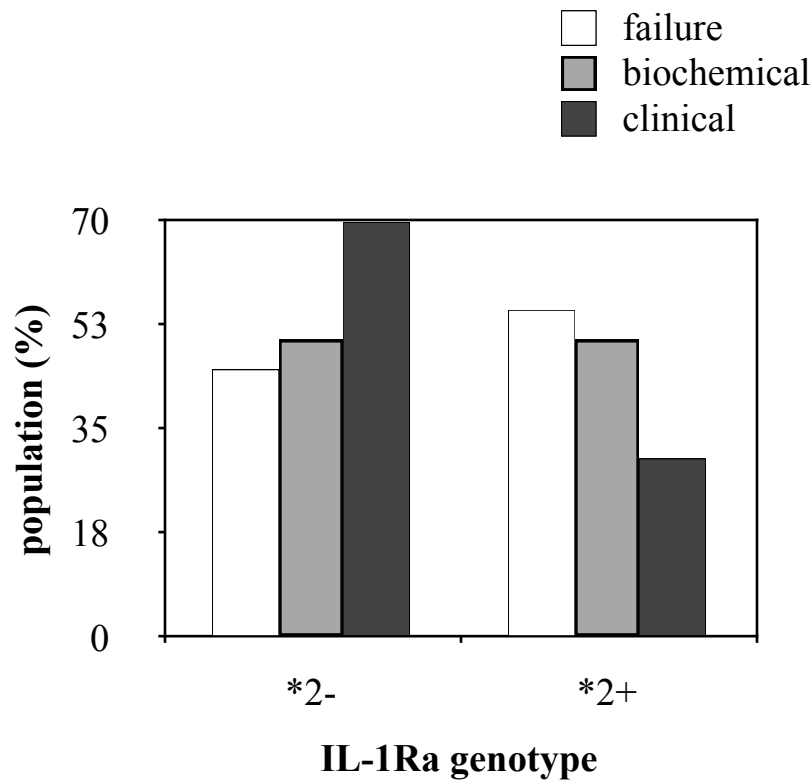 failure
biochemical
clinical
70
53
35
18
0
population (%)
*2-
*2+
IL-1Ra genotype